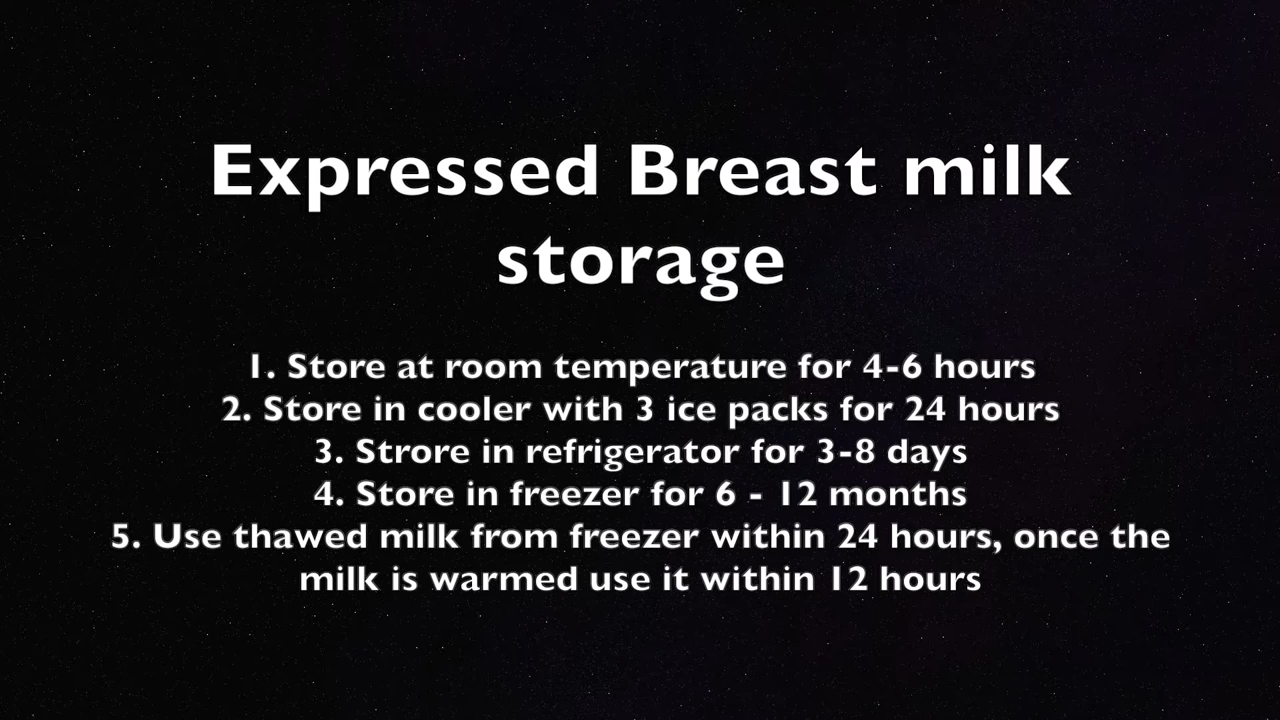 Expressed Breast milk
storage
1. Store at room temperature for 4-6 hours
2. Store in cooler with 3 ice packs for 24 hours
3. Strore in refrigerator for 3-8 days
4. Store in freezer for 6 - 12 months
5. Use thawed milk from freezer within 24 hours, once the
milk is warmed use it within 12 hours